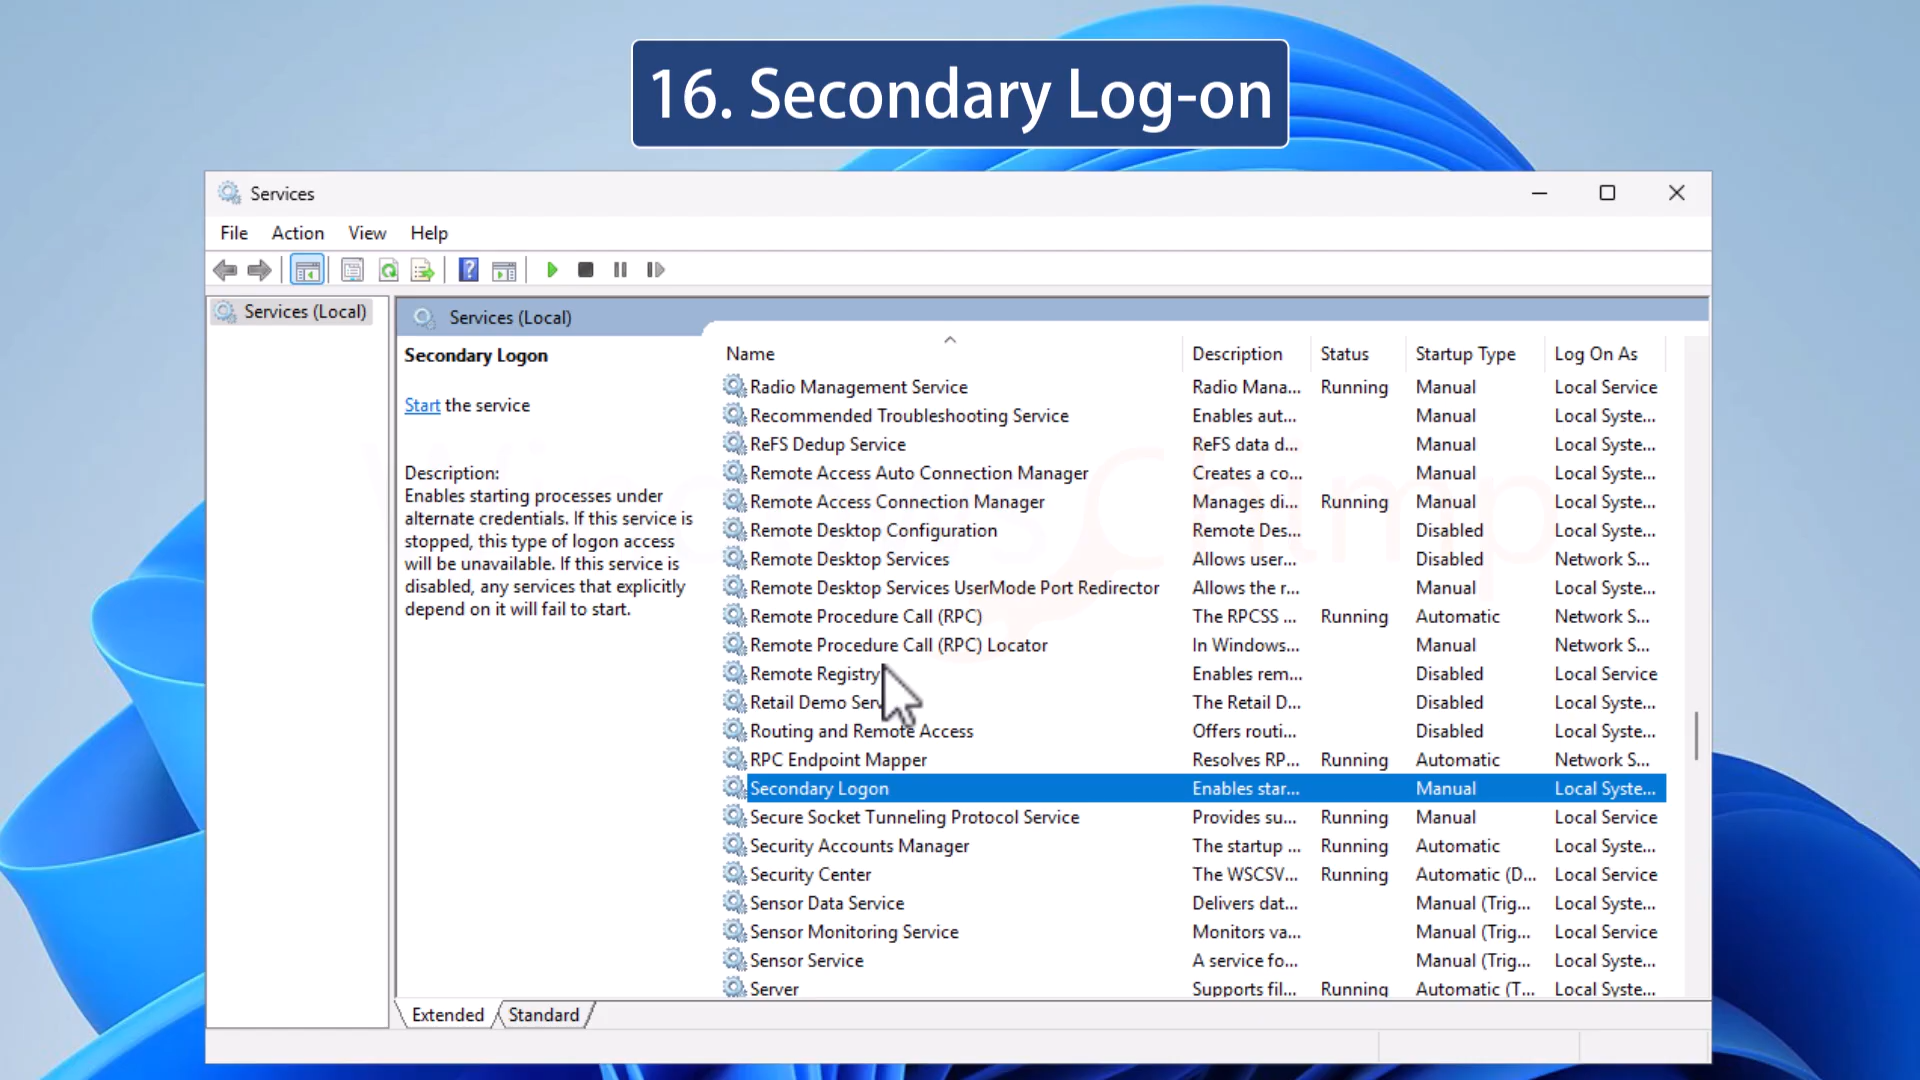 16. Secondary Log-on
Services
File Action View Help
Services (Local)
Services (Local)
Secondary Logon
Start the service
Description:
Enables starting processes under
alternate credentials. If this service is
stopped, this type of logon access
will be unavailable. If this service is
disabled, any services that explicitly
depend on it will fail to start.
Name Description Status Startup Type Log On As
Radio Management Service Radio Mana... Running Manual Local Service
Recommended Troubleshooting Service Enables aut... Manual Local Syste...
ReFS Dedup Service ReFS data d... Manual Local Syste...
Remote Access Auto Connection Manager Creates a co... Manual Local Syste...
Remote Access Connection Manager Manages di... Running Manual Local Syste...
Remote Desktop Configuration Remote Des... Disabled Local Syste...
Remote Desktop Services Allows user... Disabled Network S...
Remote Desktop Services UserMode Port Redirector Allows the r... Manual Local Syste...
Remote Procedure Call (RPC) The RPCSS ... Running Automatic Network S...
Remote Procedure Call (RPC) Locator In Windows... Manual Network S...
Remote Registry Enables rem... Disabled Local Service
Retail Demo Ser The Retail D... Disabled Local Syste...
Routing and Remote Access Offers routi... Disabled Local Syste...
RPC Endpoint Mapper Resolves RP... Running Automatic Network S...
Secondary Logon Enables star... Manual Local Syste...
Secure Socket Tunneling Protocol Service Provides su... Running Manual Local Service
Security Accounts Manager The startup ... Running Automatic Local Syste...
Security Center The WSCSV... Running Automatic (D... Local Service
Sensor Data Service Delivers dat... Manual (Trig... Local Syste...
Sensor Monitoring Service Monitors va... Manual (Trig... Local Service
Sensor Service A service fo... Manual (Trig... Local Syste...
Server Supports fil... Running Automatic (T... Local Syste...
Extended Standard